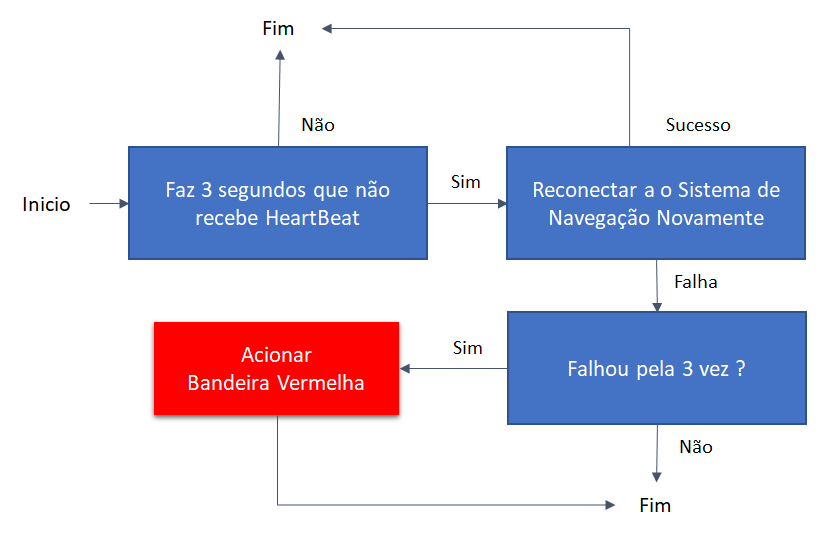 Fim
Não
Sucesso
Inicio
Faz 3 segundos que não
recebe HeartBeat
Sim
Reconectar a o Sistema de
Navegação Novamente
Falha
Acionar
Bandeira Vermelha
Sim
Falhou pela 3 vez ?
Não
Fim